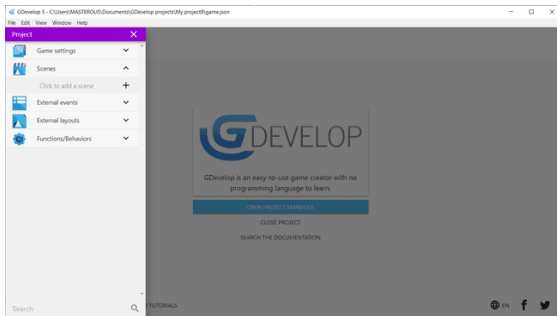 GDevelop 5 - C:\Users\MASTEROUS\Documents\GDevelop projects\My project9\game.json
File Edit View Window Help
Project
Game settings
Scenes
Click to add a scene
External events
External layouts
Functions/Behaviors
Search
GDEVELOP
GDevelop is an easy-to-use game creator with no
programming language to learn.
OPEN PROJECT MANAGER
CLOSE PROJECT
SEARCH THE DOCUMENTATION
TUTORIALS
EN